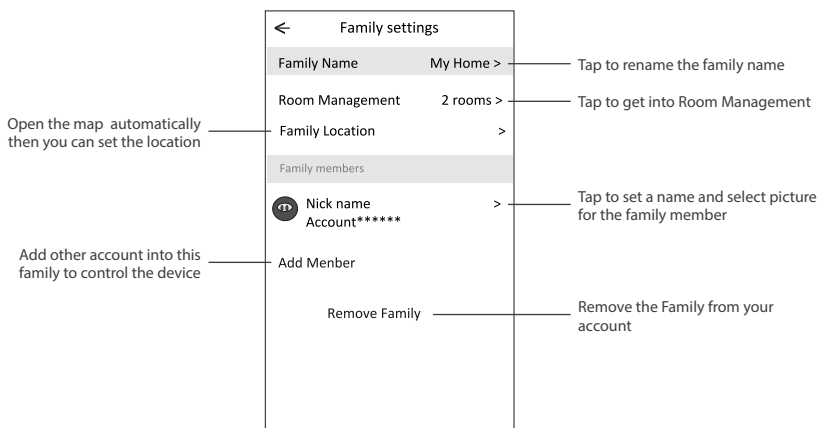 Family settings
Family Name My Home >
Tap to rename the family name
Room Management 2 rooms >
Tap to get into Room Management
Open the map automatically
then you can set the location
Family Location >
Family members
Nick name >
Account******
Tap to set a name and select picture
for the family member
Add other account into this
family to control the device
Add Menber
Remove Family
Remove the Family from your
account